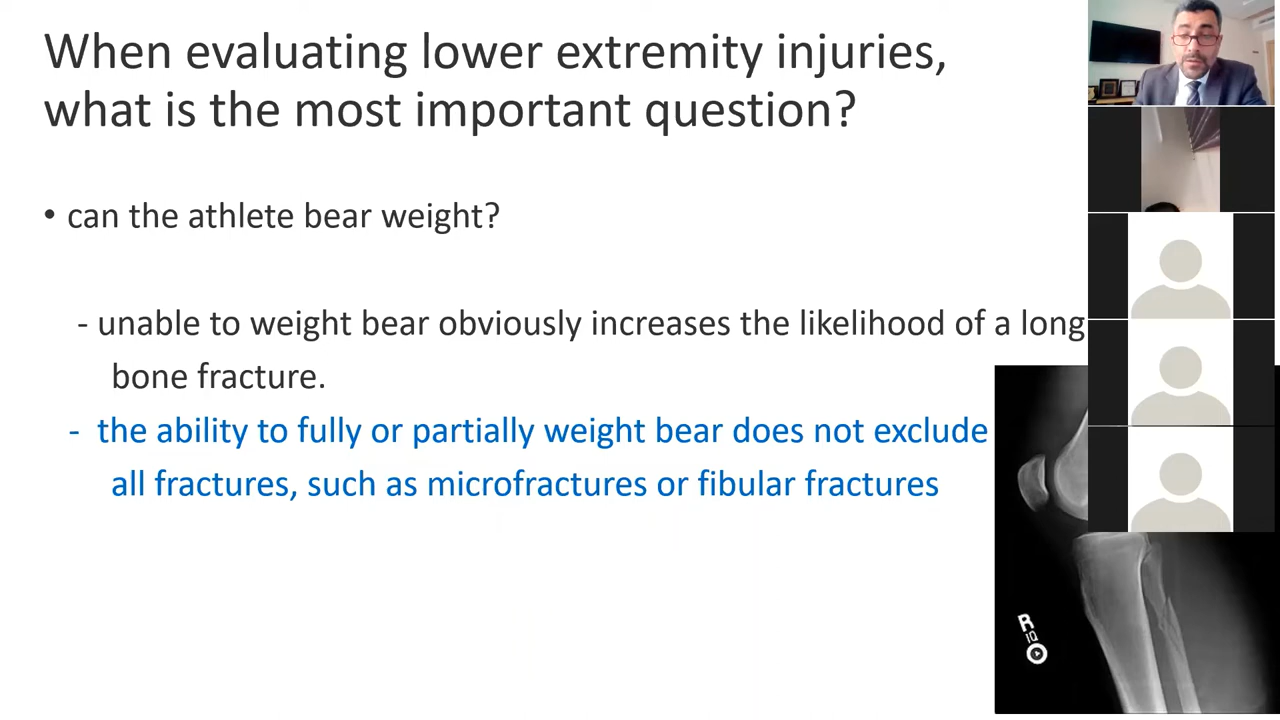 When evaluating lower extremity injuries,
what is the most important question?
• can the athlete bear weight?
- unable to weight bear obviously increases the likelihood of a long
bone fracture.
- the ability to fully or partially weight bear does not exclude
all fractures, such as microfractures or fibular fractures
R